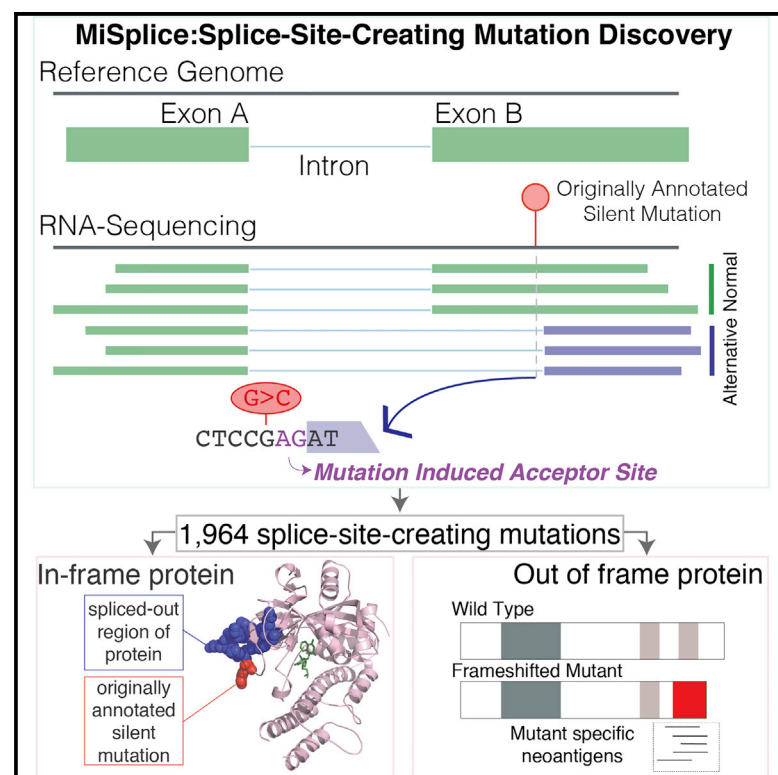 MiSplice:Splice-Site-Creating Mutation Discovery
Reference Genome
Exon A
Exon B
Intron
Originally Annotated
Silent Mutation
RNA-Sequencing
Normal
Alternative
G>C
CTCCGAGAT
Mutation Induced Acceptor Site
1,964 splice-site-creating mutations
In-frame protein
spliced-out
region of
protein
originally
annotated
silent
mutation
Out of frame protein
Wild Type
Frameshifted Mutant
Mutant specific
neoantigens